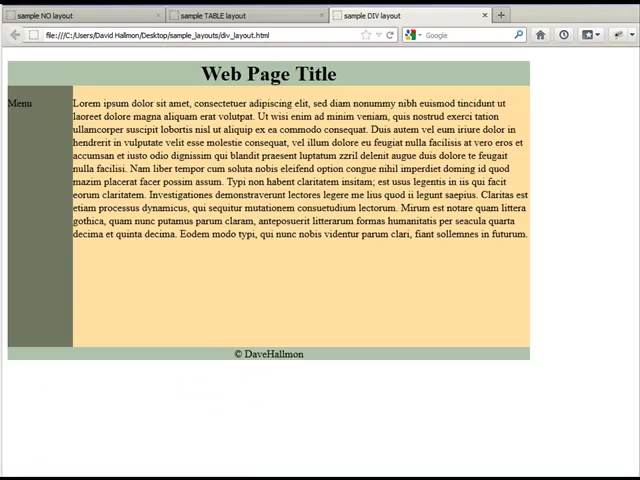 sample NO layout
sample TABLE layout
sample DIV layout
file:///C:/Users/David Hallmon/Desktop/sample_layouts/div_layout.html
Google
Web Page Title
Menu
Lorem ipsum dolor sit amet, consectetuer adipiscing elit, sed diam nonummy nibh euismod tincidunt ut
laoreet dolore magna aliquam erat volutpat. Ut wisi enim ad minim veniam, quis nostrud exerci tation
ullamcorper suscipit lobortis nisl ut aliquip ex ea commodo consequat. Duis autem vel eum iriure dolor in
hendrerit in vulputate velit esse molestie consequat, vel illum dolore eu feugiat nulla facilisis at vero eros et
accumsan et iusto odio dignissim qui blandit praesent luptatum zzril delenit augue duis dolore te feugait
nulla facilisi. Nam liber tempor cum soluta nobis eleifend option congue nihil imperdiet doming id quod
mazim placerat facer possim assum. Typi non habent claritatem insitam; est usus legentis in iis qui facit
eorum claritatem. Investigationes demonstraverunt lectores legere me lius quod ii legunt saepius. Claritas est
etiam processus dynamicus, qui sequitur mutationem consuetudium lectorum. Mirum est notare quam littera
gothica, quam nunc putamus parum claram, anteposuerit litterarum formas humanitatis per seacula quarta
decima et quinta decima. Eodem modo typi, qui nunc nobis videntur parum clari, fiant sollemnes in futurum.
© DaveHallmon